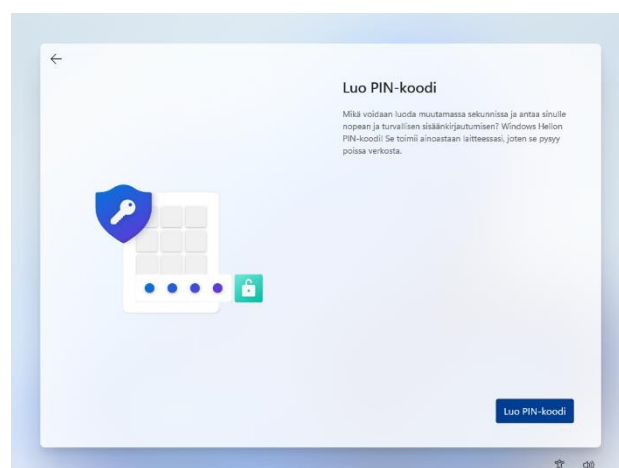 Luo PIN-koodi
Mikä voidaan luoda muutamassa sekunnissa ja antaa sinulle
nopean ja turvallisen sisäänkirjautumisen? Windows Hellon
PIN-koodi! Se toimii ainoastaan laitteessasi, joten se pysyy
poissa verkosta.
Luo PIN-koodi